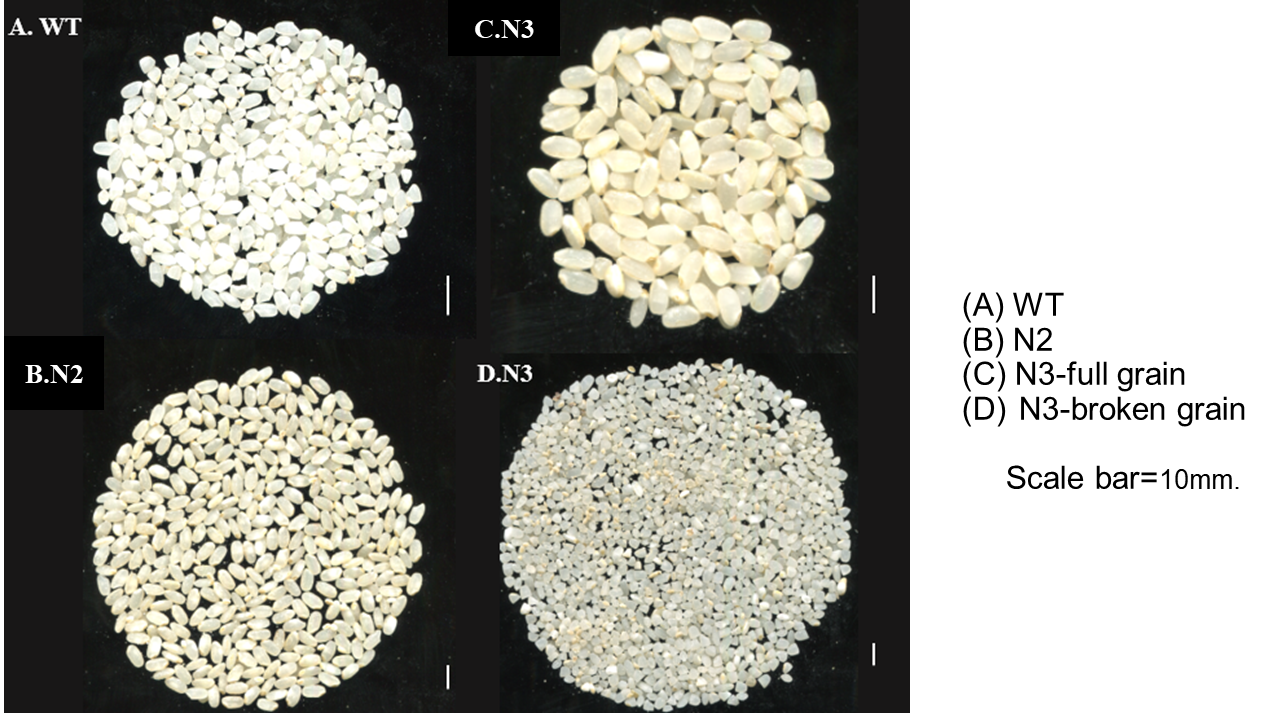 A. WT
C.N3
B.N2
D.N3
(A) WT
(B) N2
(C) N3-full grain
(D) N3-broken grain
Scale bar=10mm.